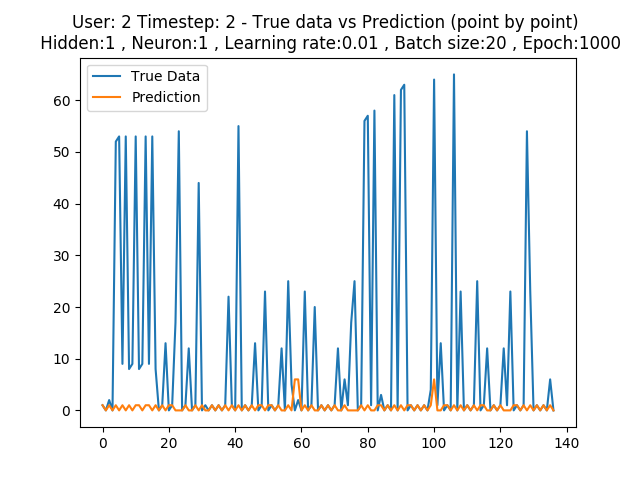 User: 2 Timestep: 2 - True data vs Prediction (point by point)
Hidden:1 , Neuron:1 , Learning rate:0.01 , Batch size:20 , Epoch:1000
True Data
Prediction
60
50
40
30
20
10
0
0 20 40 60 80 100 120 140